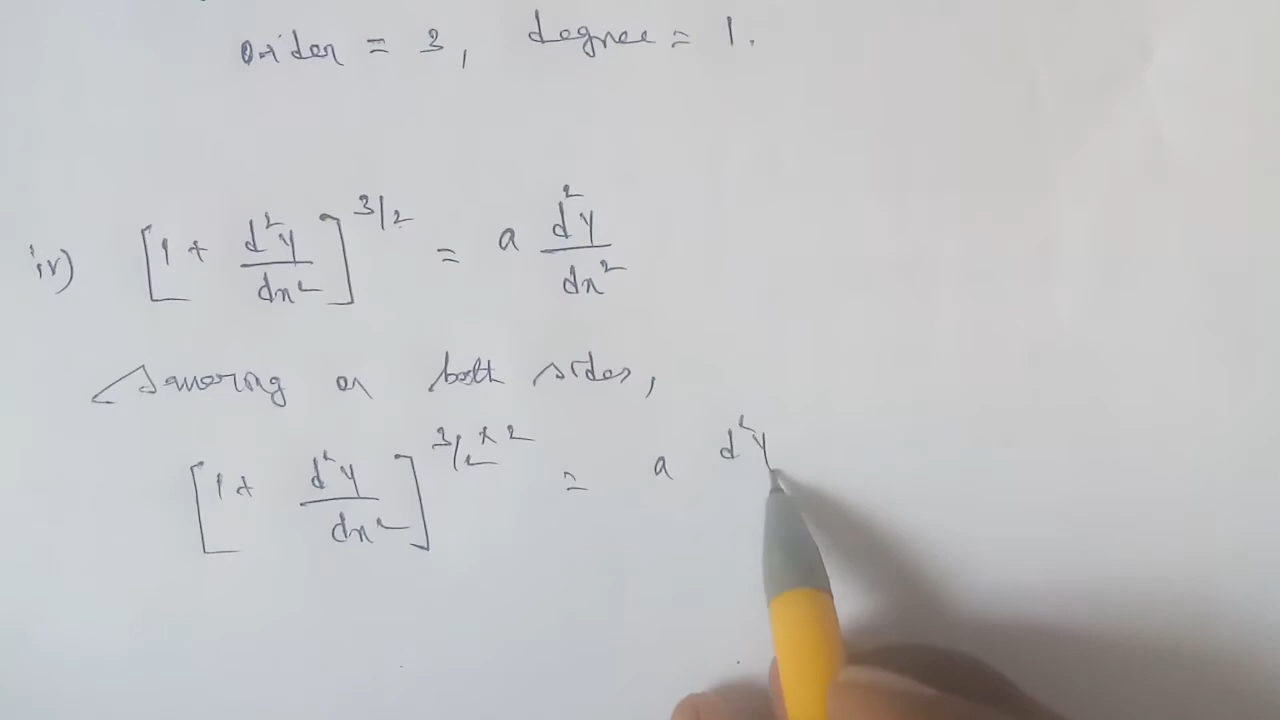 order = 3, degree = 1.
iv) [1 + d²y/dx²]^3/2 = a d²y/dx²
Squaring on both sides,
[1 + d²y/dx²]^3/2 × 2 = a d²y